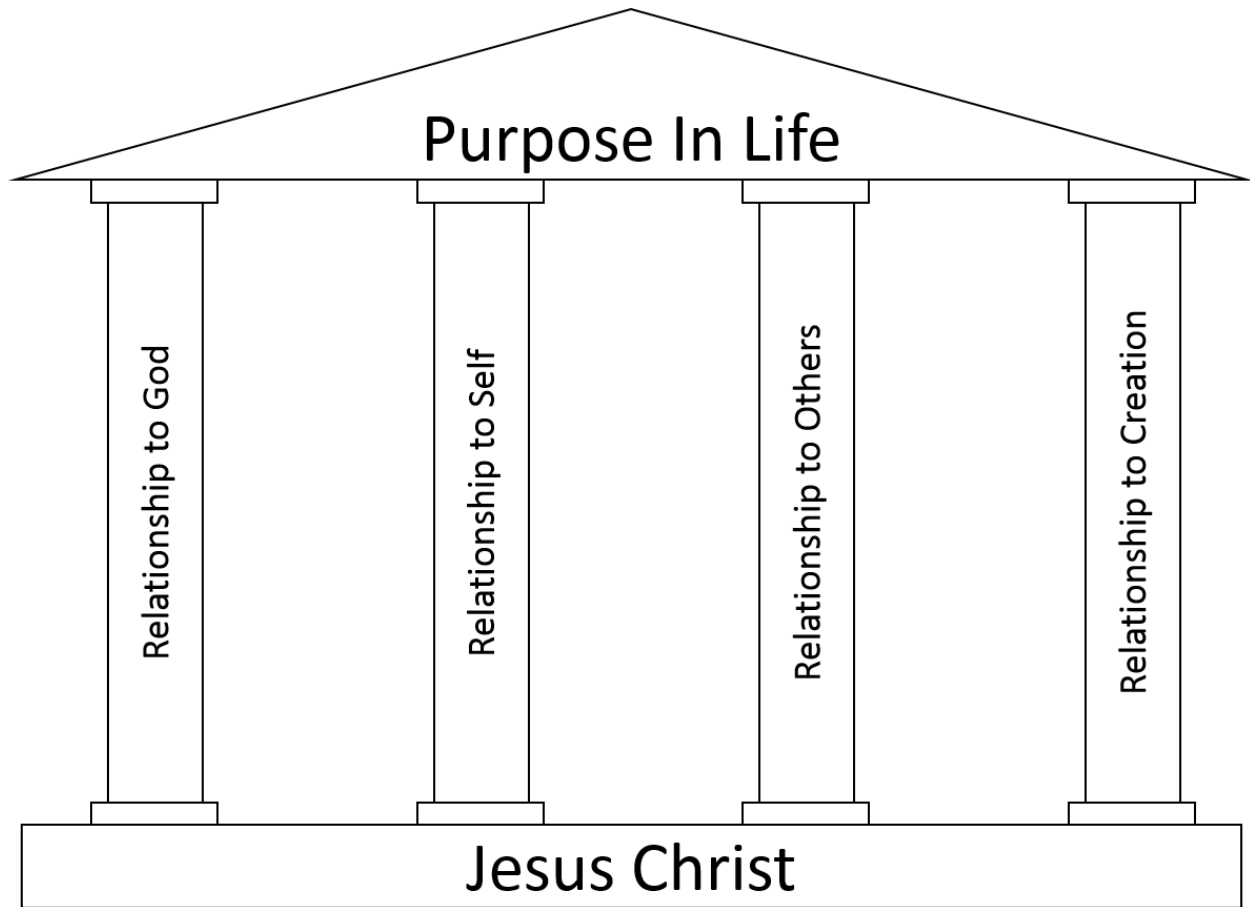 Purpose In Life
Relationship to God
Relationship to Self
Relationship to Others
Relationship to Creation
Jesus Christ